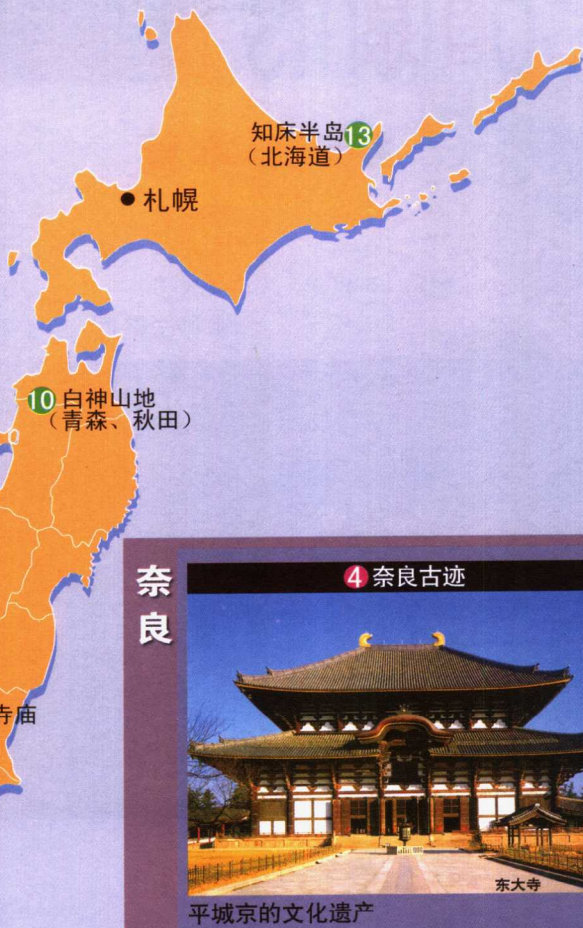 知床半岛13
（北海道）
札幌
10 白神山地
（青森、秋田）
奈良
4 奈良古迹
寺庙
东大寺
平城京的文化遗产